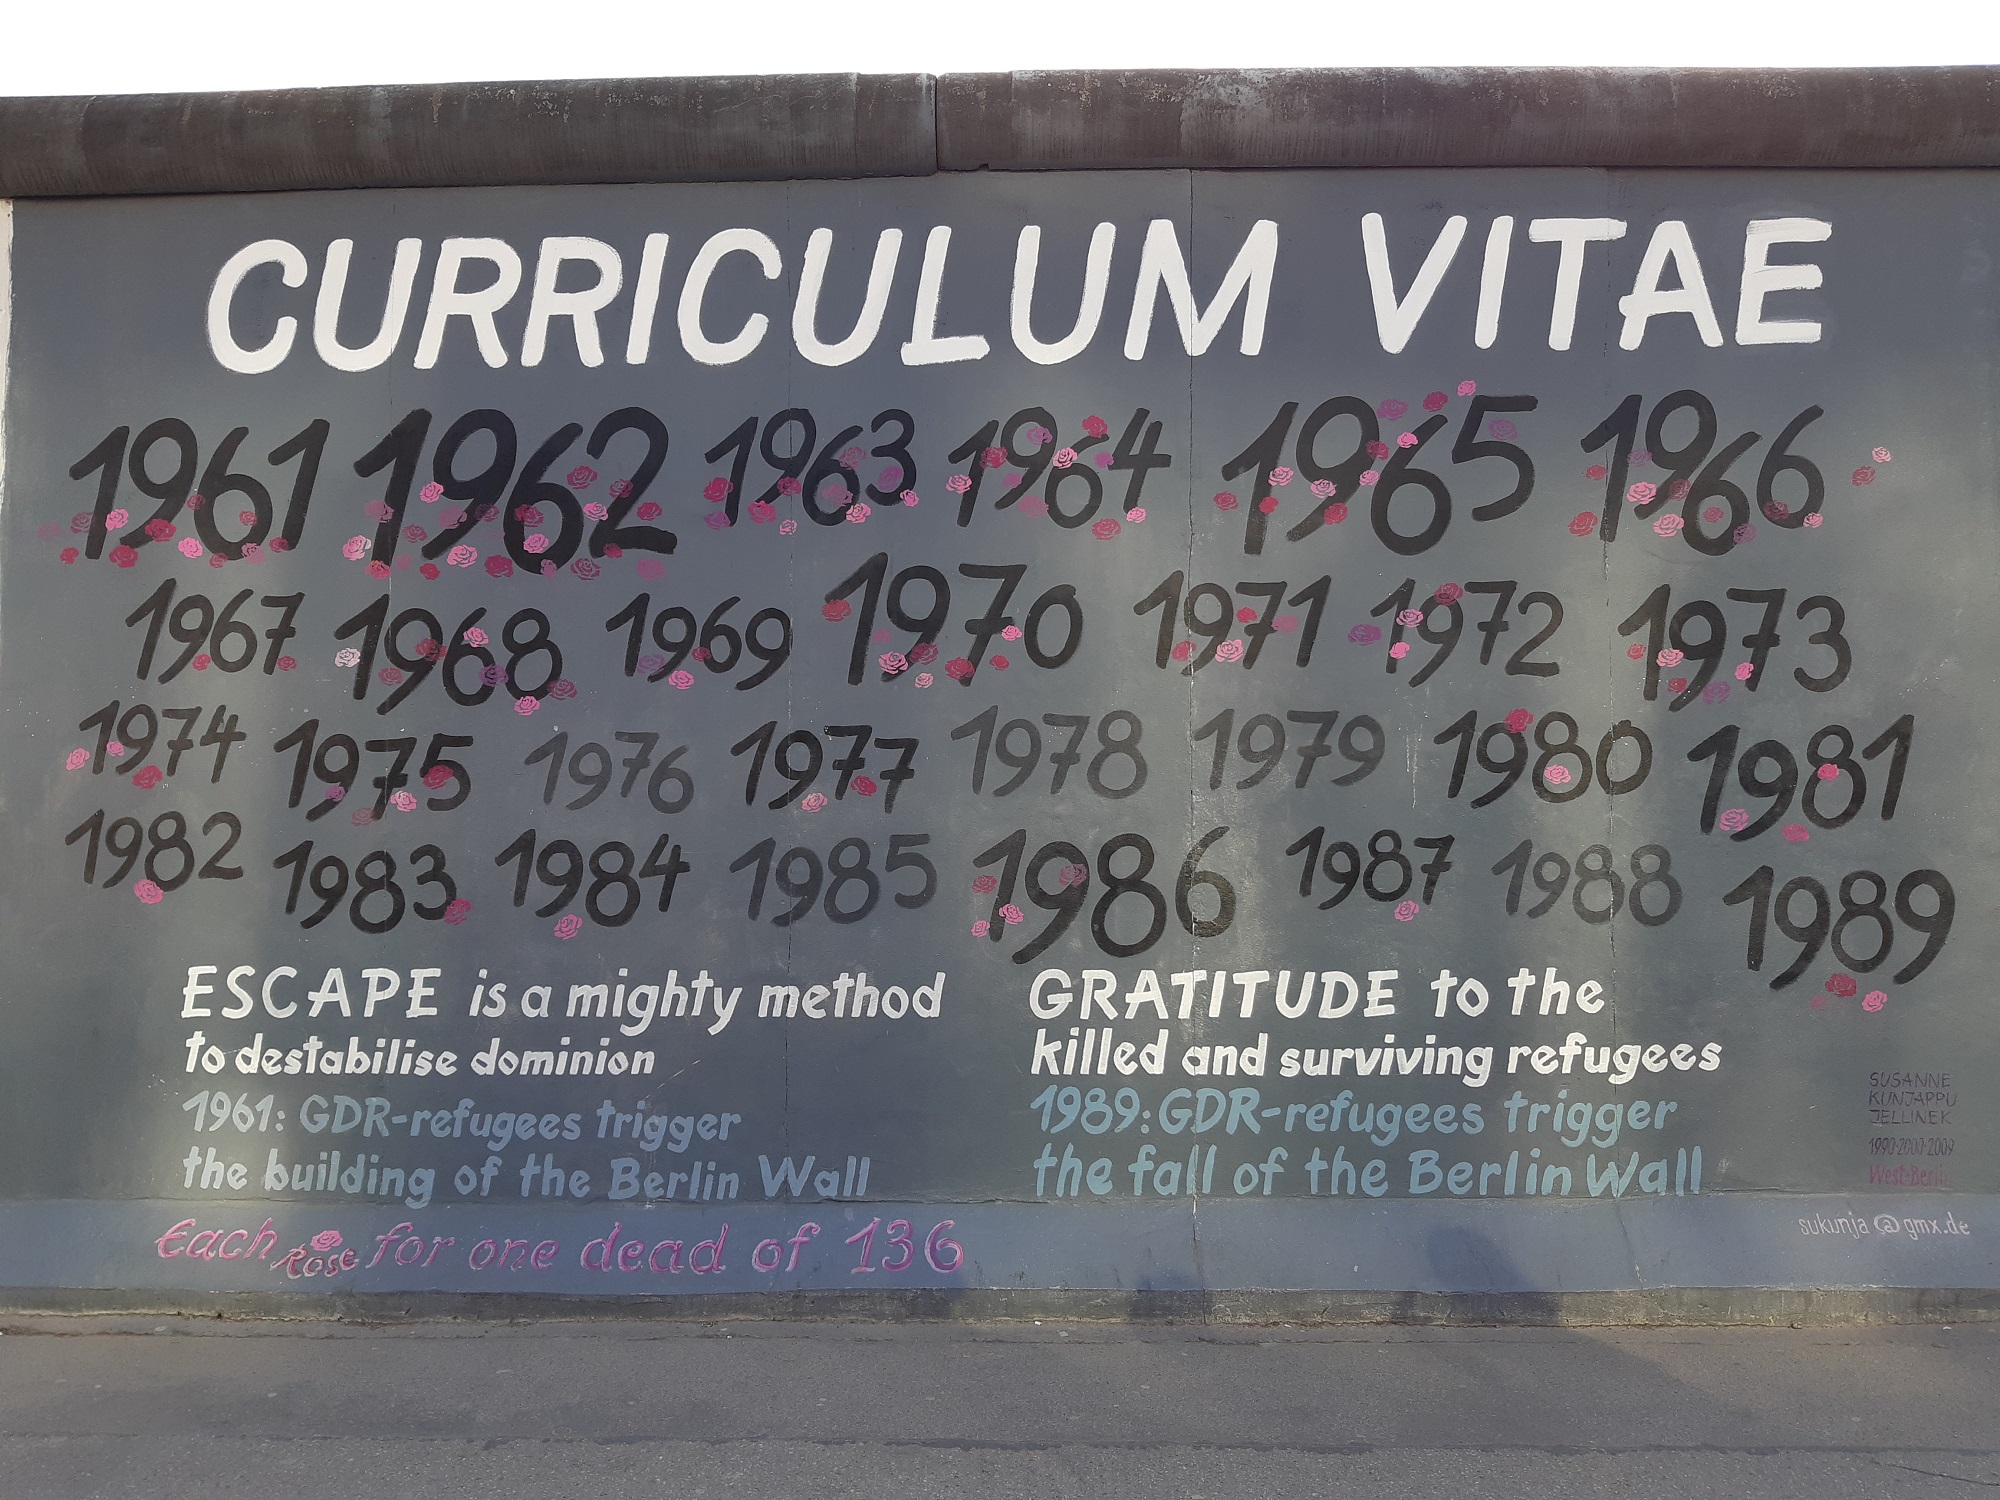 CURRICULUM VITAE
1961 1962 1963 1964 1965 1966
1967 1968 1969 1970 1971 1972 1973
1974 1975 1976 1977 1978 1979 1980 1981
1982 1983 1984 1985 1986 1987 1988 1989
ESCAPE is a mighty method
to destabilise dominion
1961: GDR-refugees trigger
the building of the Berlin Wall
GRATITUDE to the
killed and surviving refugees
1989: GDR-refugees trigger
the fall of the Berlin Wall
Each Rose for one dead of 136
SUSANNE
KUNJAPPU
JELLINEK
1990·2000·2009
West-Berlin
sukunja @ gmx.de